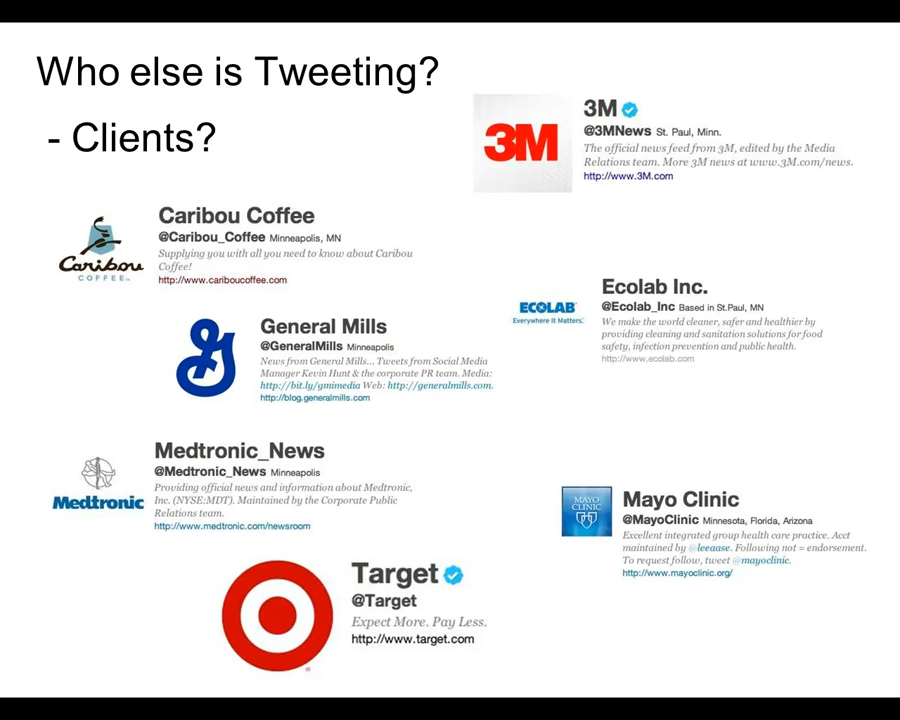 Who else is Tweeting?
- Clients?
3M
3M
@3MNews St. Paul, Minn.
The official news feed from 3M, edited by the Media
Relations team. More 3M news at www.3M.com/news.
http://www.3M.com
Caribou
COFFEE
Caribou Coffee
@Caribou_Coffee Minneapolis, MN
Supplying you with all you need to know about Caribou
Coffee!
http://www.cariboucoffee.com
ECOLAB
Everywhere It Matters.
Ecolab Inc.
@Ecolab_Inc Based in St.Paul, MN
We make the world cleaner, safer and healthier by
providing cleaning and sanitation solutions for food
safety, infection prevention and public health.
http://www.ecolab.com
G
General Mills
@GeneralMills Minneapolis
News from General Mills... Tweets from Social Media
Manager Kevin Hunt & the corporate PR team. Media:
http://bit.ly/gmimedia Web: http://generalmills.com.
http://blog.generalmills.com
Medtronic
Medtronic_News
@Medtronic_News Minneapolis
Providing official news and information about Medtronic,
Inc. (NYSE:MDT). Maintained by the Corporate Public
Relations team.
http://www.medtronic.com/newsroom
MAYO
CLINIC
Mayo Clinic
@MayoClinic Minnesota, Florida, Arizona
Excellent integrated group health care practice. Acct
maintained by @leeaase. Following not = endorsement.
To request follow, tweet @mayoclinic.
http://www.mayoclinic.org/
Target
@Target
Expect More. Pay Less.
http://www.target.com